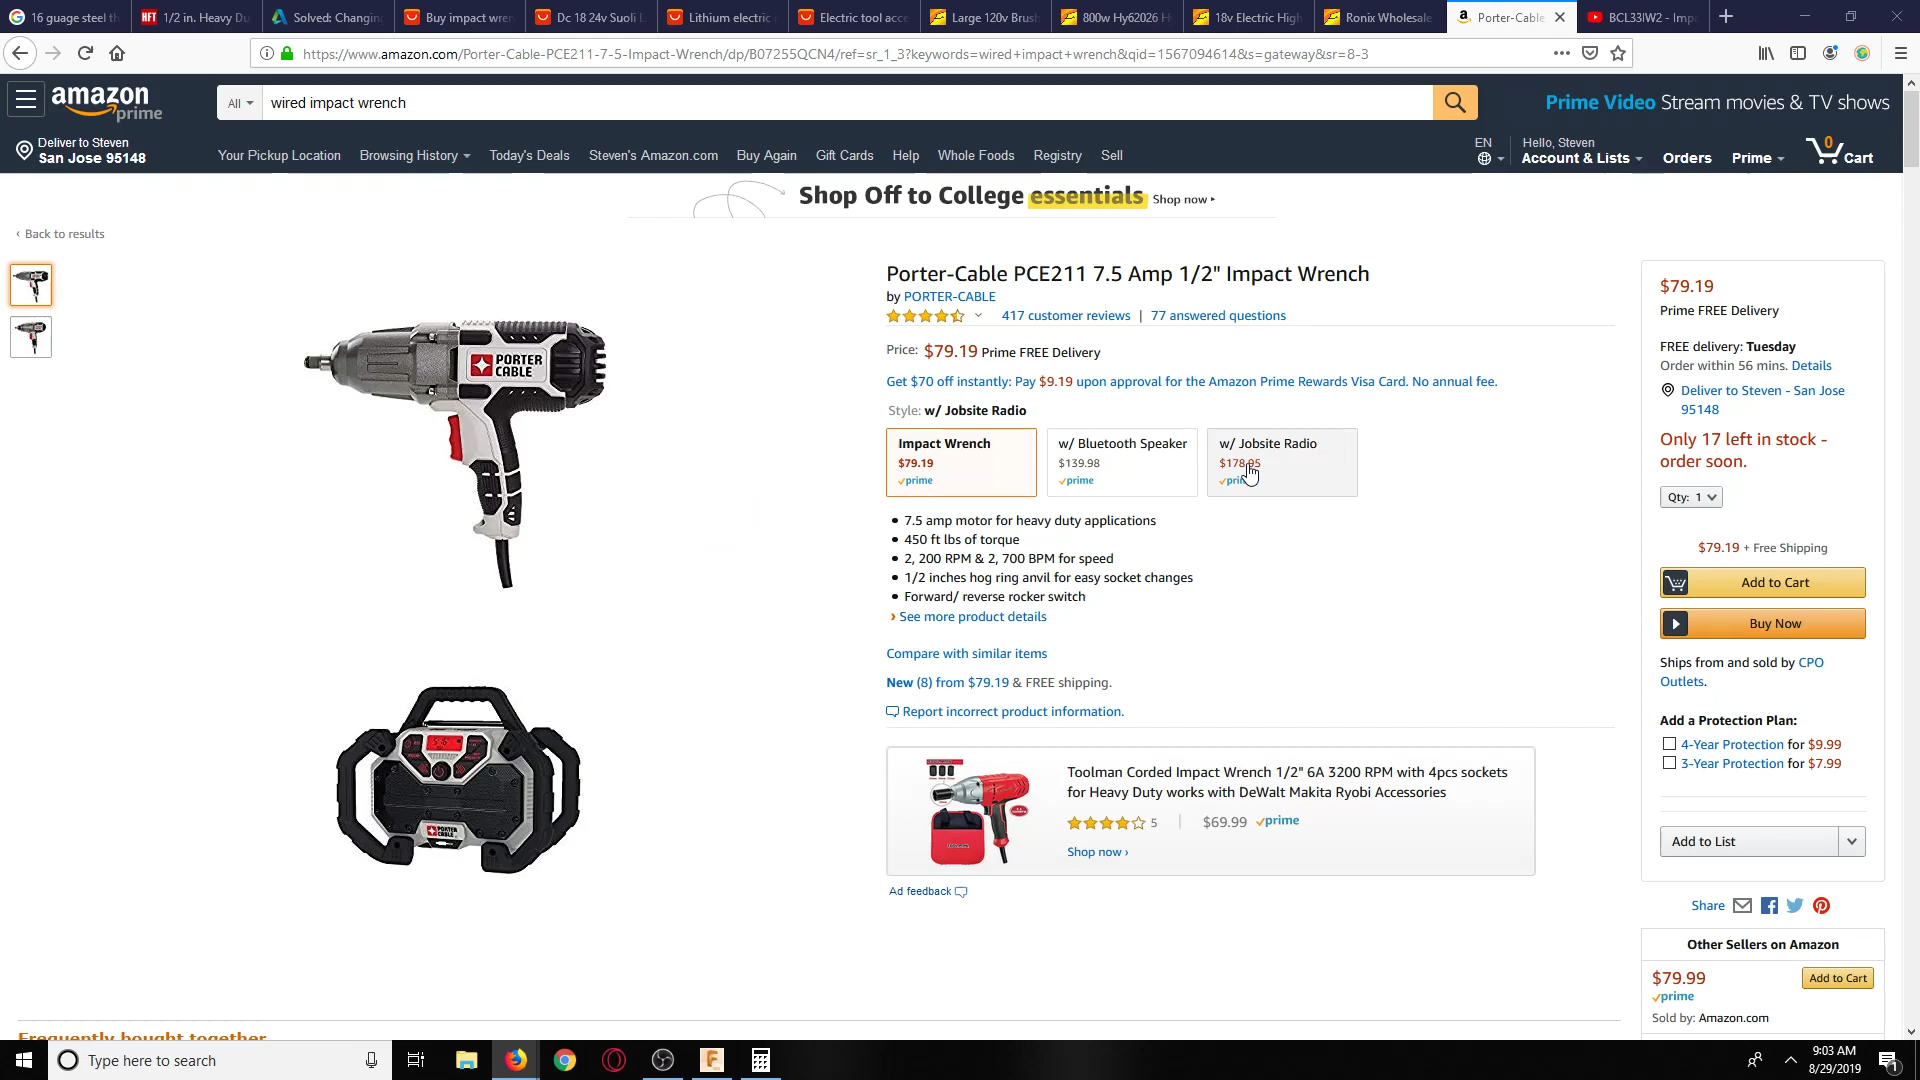 16 guage steel th
1/2 in. Heavy Du
Solved: Changin
Buy impact wren
Dc 18 24v Suoli
Lithium electric
Electric tool acce
Large 120v Brush
800w Hy62026 H
18v Electric High
Ronix Wholesale
Porter-Cable
BCL33IW2 - Impa
https://www.amazon.com/Porter-Cable-PCE211-7-5-Impact-Wrench/dp/B07255QCN4/ref=sr_1_3?keywords=wired+impact+wrench&qid=1567094614&s=gateway&sr=8-3
amazon prime
All
wired impact wrench
Prime Video Stream movies & TV shows
Deliver to Steven
San Jose 95148
Your Pickup Location Browsing History Today's Deals Steven's Amazon.com Buy Again Gift Cards Help Whole Foods Registry Sell
EN
Hello, Steven
Account & Lists Orders Prime 0 Cart
Shop Off to College essentials Shop now ▸
‹ Back to results
PORTER CABLE
PORTER CABLE
Porter-Cable PCE211 7.5 Amp 1/2" Impact Wrench
by PORTER-CABLE
417 customer reviews | 77 answered questions
Price: $79.19 Prime FREE Delivery
Get $70 off instantly: Pay $9.19 upon approval for the Amazon Prime Rewards Visa Card. No annual fee.
Style: w/ Jobsite Radio
Impact Wrench
$79.19
prime
w/ Bluetooth Speaker
$139.98
prime
w/ Jobsite Radio
$178.95
• 7.5 amp motor for heavy duty applications
• 450 ft lbs of torque
• 2, 200 RPM & 2, 700 BPM for speed
• 1/2 inches hog ring anvil for easy socket changes
• Forward/ reverse rocker switch
› See more product details
Compare with similar items
New (8) from $79.19 & FREE shipping.
Report incorrect product information.
Toolman Corded Impact Wrench 1/2" 6A 3200 RPM with 4pcs sockets
for Heavy Duty works with DeWalt Makita Ryobi Accessories
5 | $69.99 prime
Shop now ›
Ad feedback
$79.19
Prime FREE Delivery
FREE delivery: Tuesday
Order within 56 mins. Details
Deliver to Steven - San Jose
95148
Only 17 left in stock -
order soon.
Qty: 1
$79.19 + Free Shipping
Add to Cart
Buy Now
Ships from and sold by CPO
Outlets.
Add a Protection Plan:
4-Year Protection for $9.99
3-Year Protection for $7.99
Add to List
Share
Other Sellers on Amazon
$79.99
Add to Cart
prime
Sold by: Amazon.com
Frequently bought together
Type here to search
9:03 AM
8/29/2019
1